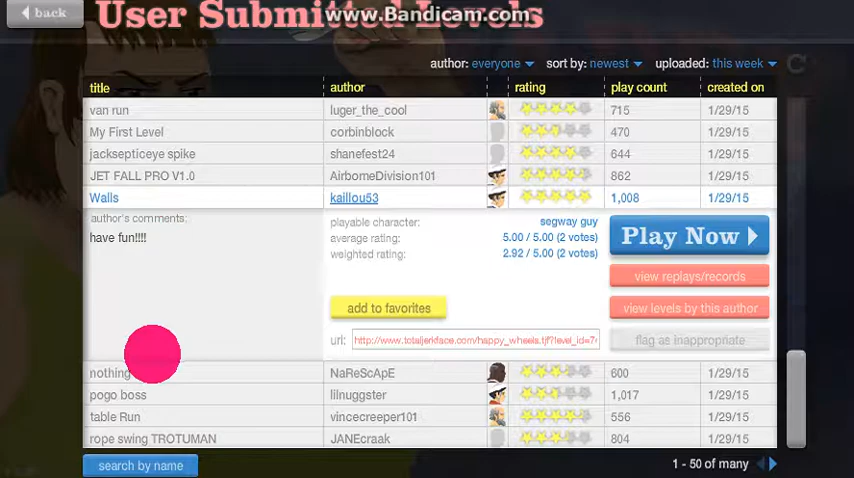 back
User Submitted Levels
www.Bandicam.com
author: everyone sort by: newest uploaded: this week
title author rating play count created on
van run luger_the_cool 715 1/29/15
My First Level corbinblock 470 1/29/15
jacksepticeye spike shanefest24 644 1/29/15
JET FALL PRO V1.0 AirborneDivision101 862 1/29/15
Walls kaillou53 1,008 1/29/15
author's comments:
have fun!!!!
playable character: segway guy
average rating: 5.00 / 5.00 (2 votes)
weighted rating: 2.92 / 5.00 (2 votes)
add to favorites
url: http://www.totaljerkface.com/happy_wheels.tjf?level_id=7
Play Now
view replays/records
view levels by this author
flag as inappropriate
nothing NaReScApE 600 1/29/15
pogo boss lilnuggster 1,017 1/29/15
table Run vincecreeper101 556 1/29/15
rope swing TROTUMAN JANEcraak 804 1/29/15
search by name
1 - 50 of many